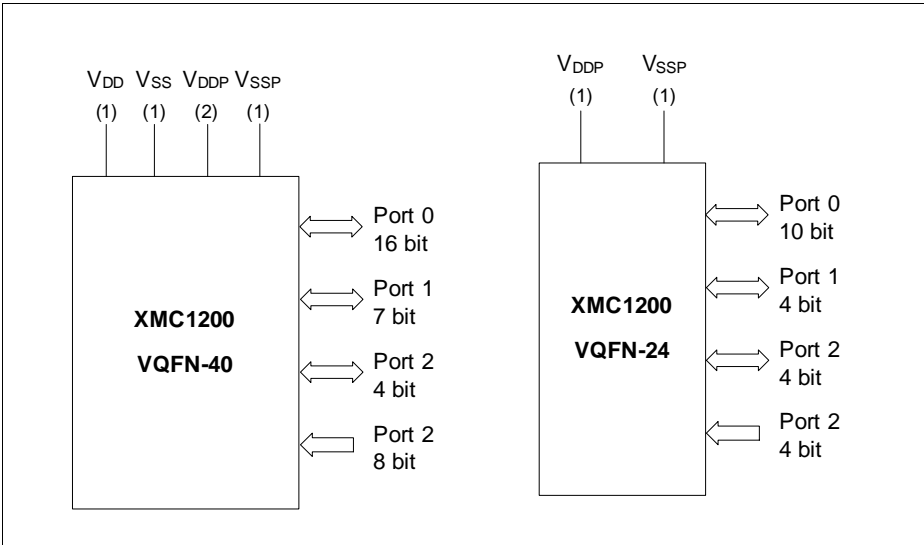 VDD VSS VDDP VSSP
(1) (1) (2) (1)
XMC1200
VQFN-40
Port 0
16 bit
Port 1
7 bit
Port 2
4 bit
Port 2
8 bit
VDDP VSSP
(1) (1)
XMC1200
VQFN-24
Port 0
10 bit
Port 1
4 bit
Port 2
4 bit
Port 2
4 bit